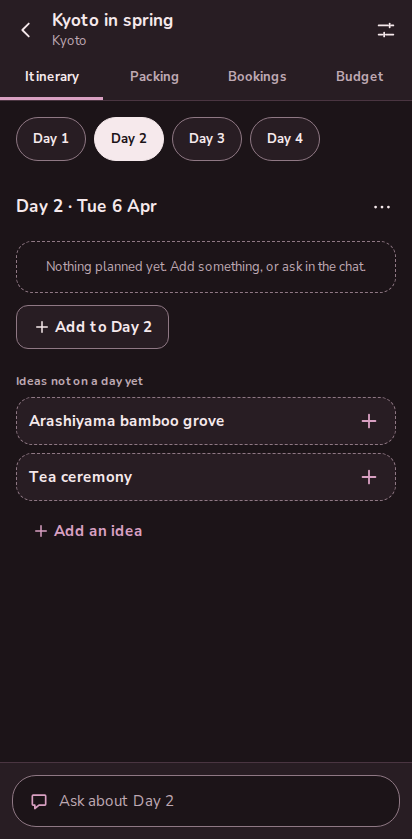 Kyoto in spring
Kyoto
Itinerary Packing Bookings Budget
Day 1 Day 2 Day 3 Day 4
Day 2 · Tue 6 Apr
Nothing planned yet. Add something, or ask in the chat.
Add to Day 2
Ideas not on a day yet
Arashiyama bamboo grove
Tea ceremony
Add an idea
Ask about Day 2